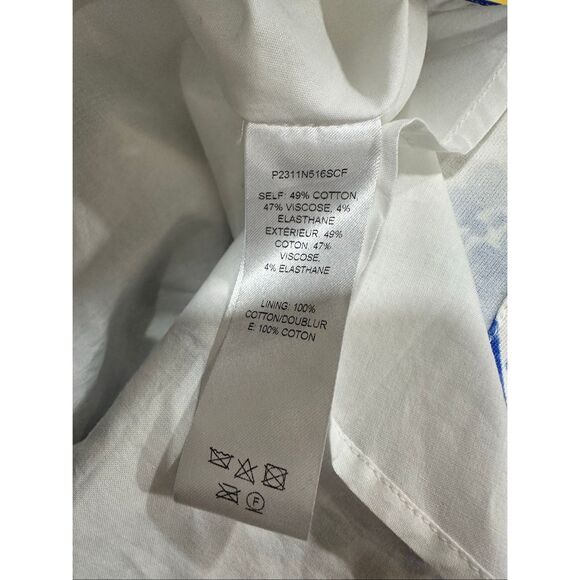 P2311N516SCF
SELF: 49% COTTON,
47% VISCOSE, 4%
ELASTHANE
EXTÉRIEUR: 49%
COTON, 47%
VISCOSE,
4% ELASTHANE
LINING: 100%
COTTON/DOUBLUR
E: 100% COTON
F